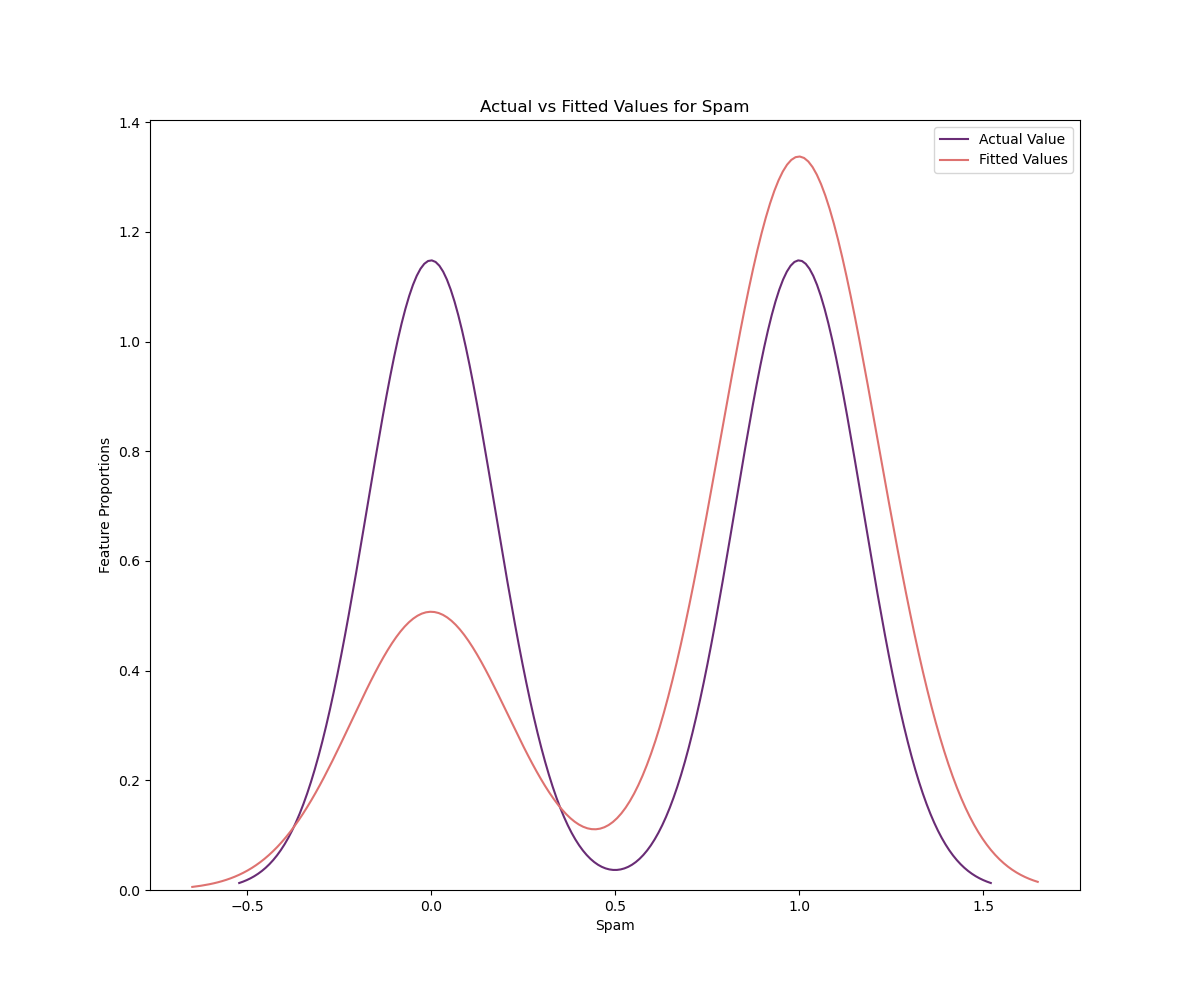 Actual vs Fitted Values for Spam
Actual Value
Fitted Values
1.4
1.2
1.0
0.8
0.6
0.4
0.2
0.0
Feature Proportions
−0.5
0.0
0.5
1.0
1.5
Spam